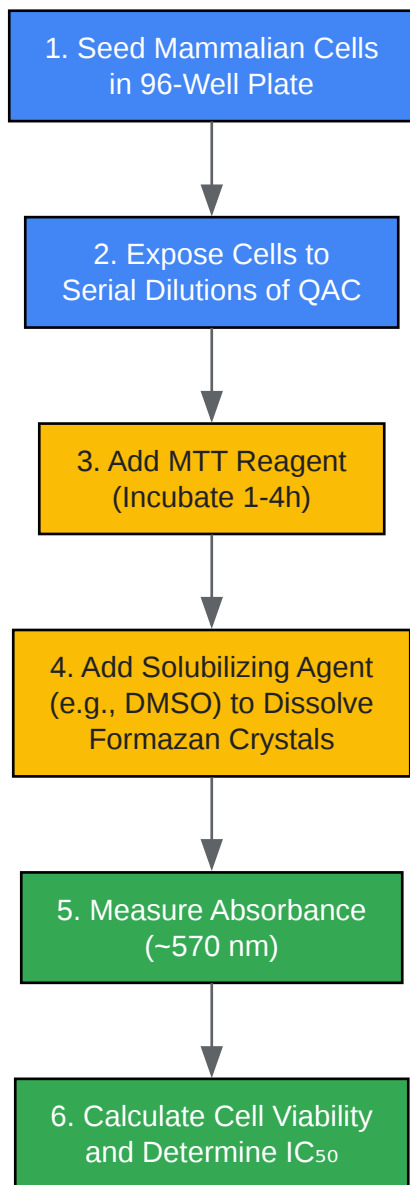 1. Seed Mammalian Cells
in 96-Well Plate
2. Expose Cells to
Serial Dilutions of QAC
3. Add MTT Reagent
(Incubate 1-4h)
4. Add Solubilizing Agent
(e.g., DMSO) to Dissolve
Formazan Crystals
5. Measure Absorbance
(~570 nm)
6. Calculate Cell Viability
and Determine IC₅₀